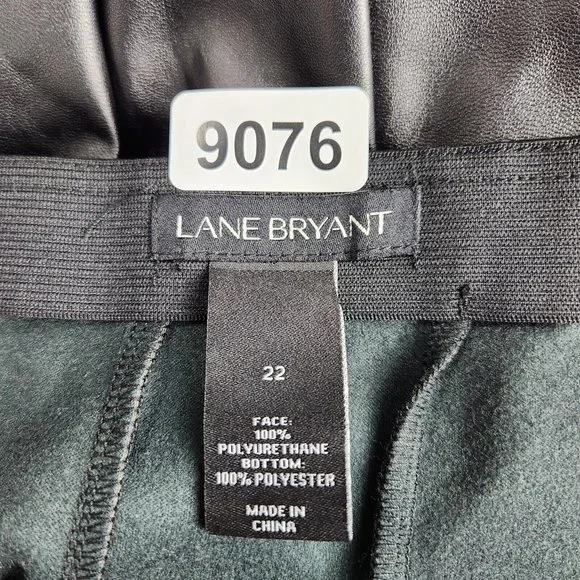 9076
LANE BRYANT
22
FACE:
100%
POLYURETHANE
BOTTOM:
100% POLYESTER
MADE IN
CHINA